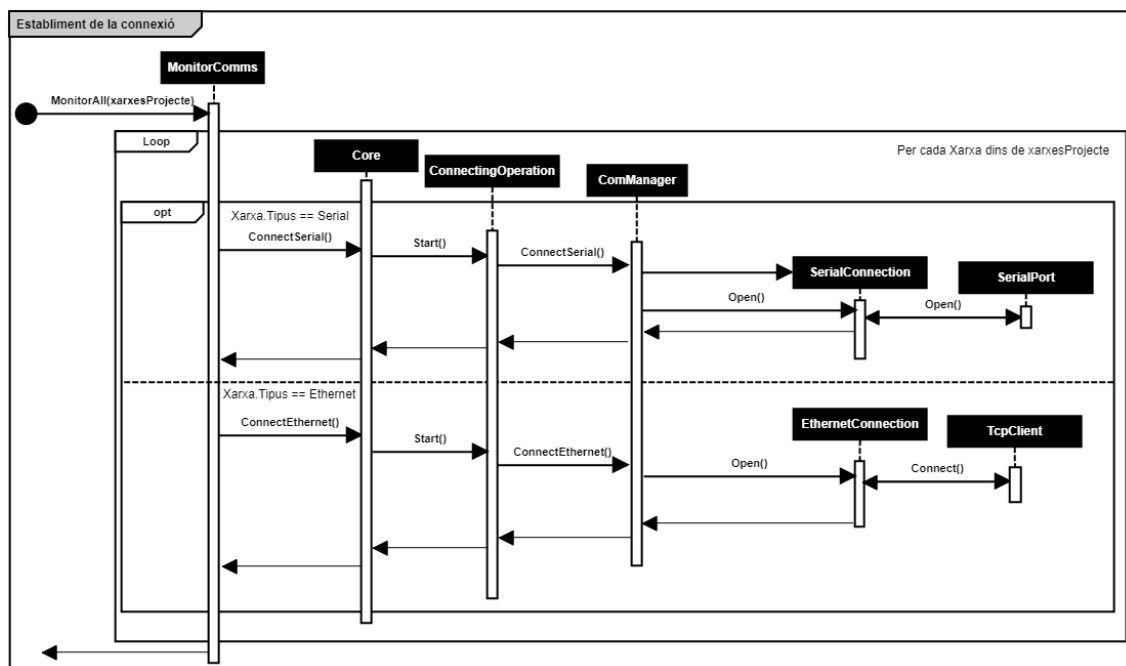 Establiment de la connexió
MonitorComms
MonitorAll(xarxesProjecte)
Loop
Per cada Xarxa dins de xarxesProjecte
Core
ConnectingOperation
ComManager
opt
Xarxa.Tipus == Serial
ConnectSerial()
Start()
ConnectSerial()
SerialConnection
SerialPort
Open()
Open()
Xarxa.Tipus == Ethernet
ConnectEthernet()
Start()
ConnectEthernet()
EthernetConnection
TcpClient
Open()
Connect()